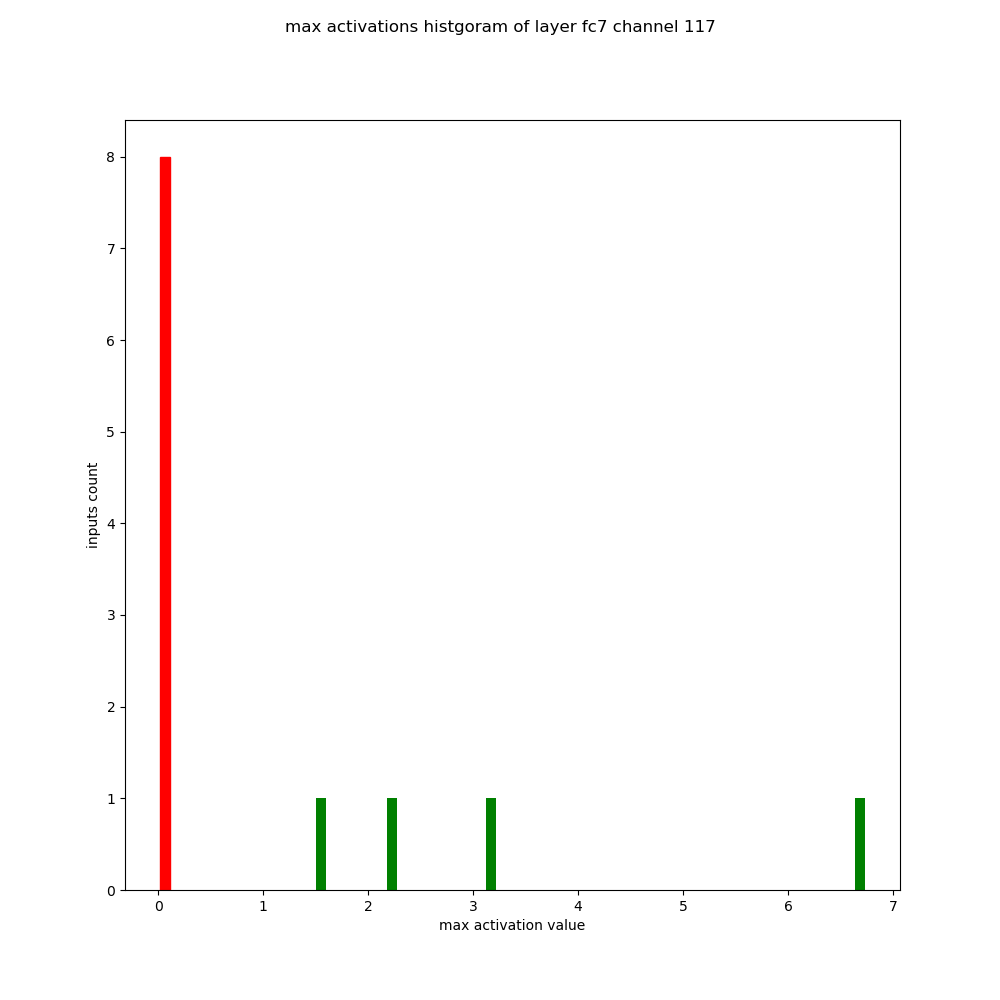 max activations histgoram of layer fc7 channel 117
8
7
6
5
4
3
2
1
0
inputs count
0 1 2 3 4 5 6 7
max activation value